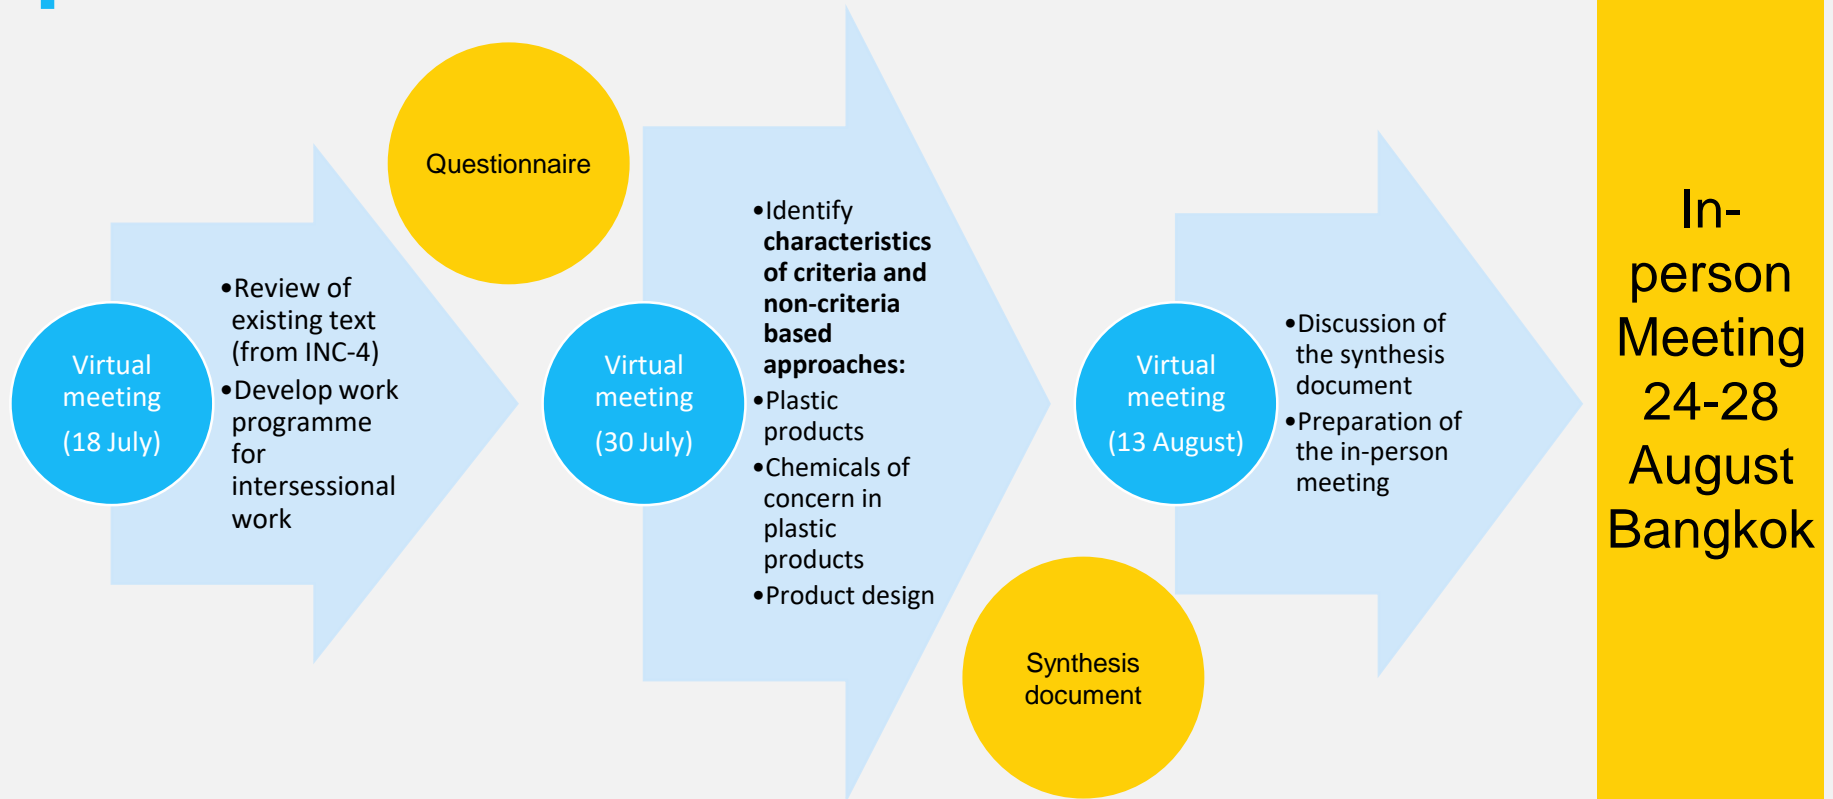 Virtual
meeting
(18 July)
•Review of
existing text
(from INC-4)
•Develop work
programme
for
intersessional
work
Questionnaire
Virtual
meeting
(30 July)
•Identify
characteristics
of criteria and
non-criteria
based
approaches:
•Plastic
products
•Chemicals of
concern in
plastic
products
•Product design
Synthesis
document
Virtual
meeting
(13 August)
•Discussion of
the synthesis
document
•Preparation of
the in-person
meeting
In-
person
Meeting
24-28
August
Bangkok